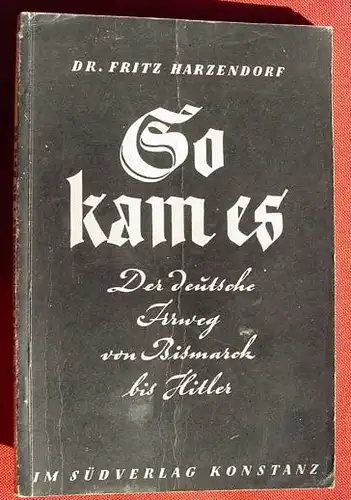 DR. FRITZ HARZENDORF
So
kam es
Der deutsche
Irrweg
von Bismarck
bis Hitler
IM SÜDVERLAG KONSTANZ